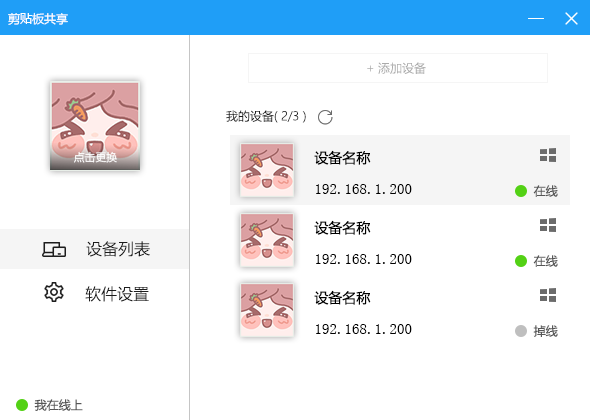 剪贴板共享
点击更换
设备列表
软件设置
我在线上
+ 添加设备
我的设备( 2/3 )
设备名称
192.168.1.200
在线
设备名称
192.168.1.200
在线
设备名称
192.168.1.200
掉线